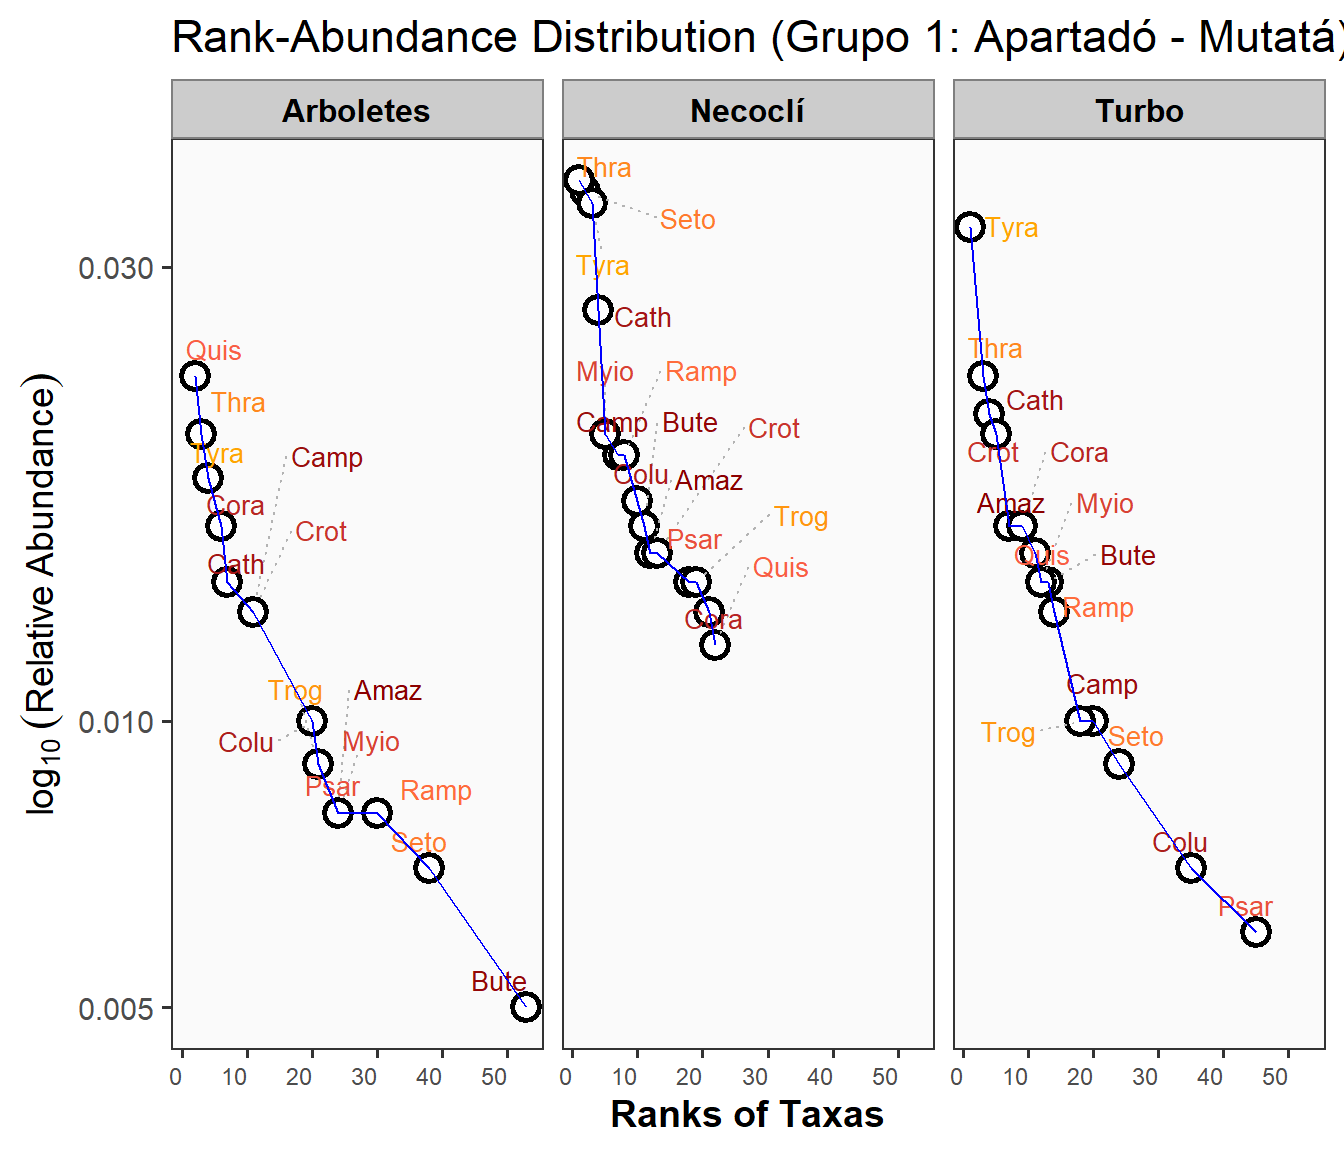 Rank-Abundance Distribution (Grupo 1: Apartadó - Mutatá)
Arboletes
Necoclí
Turbo
log10 (Relative Abundance)
0.030
0.010
0.005
Quis
Thra
Tyra
Camp
Cora
Crot
Cath
Trog
Amaz
Colu
Myio
Psar
Ramp
Seto
Bute
Thra
Seto
Tyra
Cath
Myio
Ramp
Camp
Bute
Crot
Colu
Amaz
Trog
Psar
Quis
Cora
Tyra
Thra
Cath
Crot
Cora
Amaz
Myio
Quis
Bute
Ramp
Camp
Trog
Seto
Colu
Psar
0 10 20 30 40 50
0 10 20 30 40 50
0 10 20 30 40 50
Ranks of Taxas